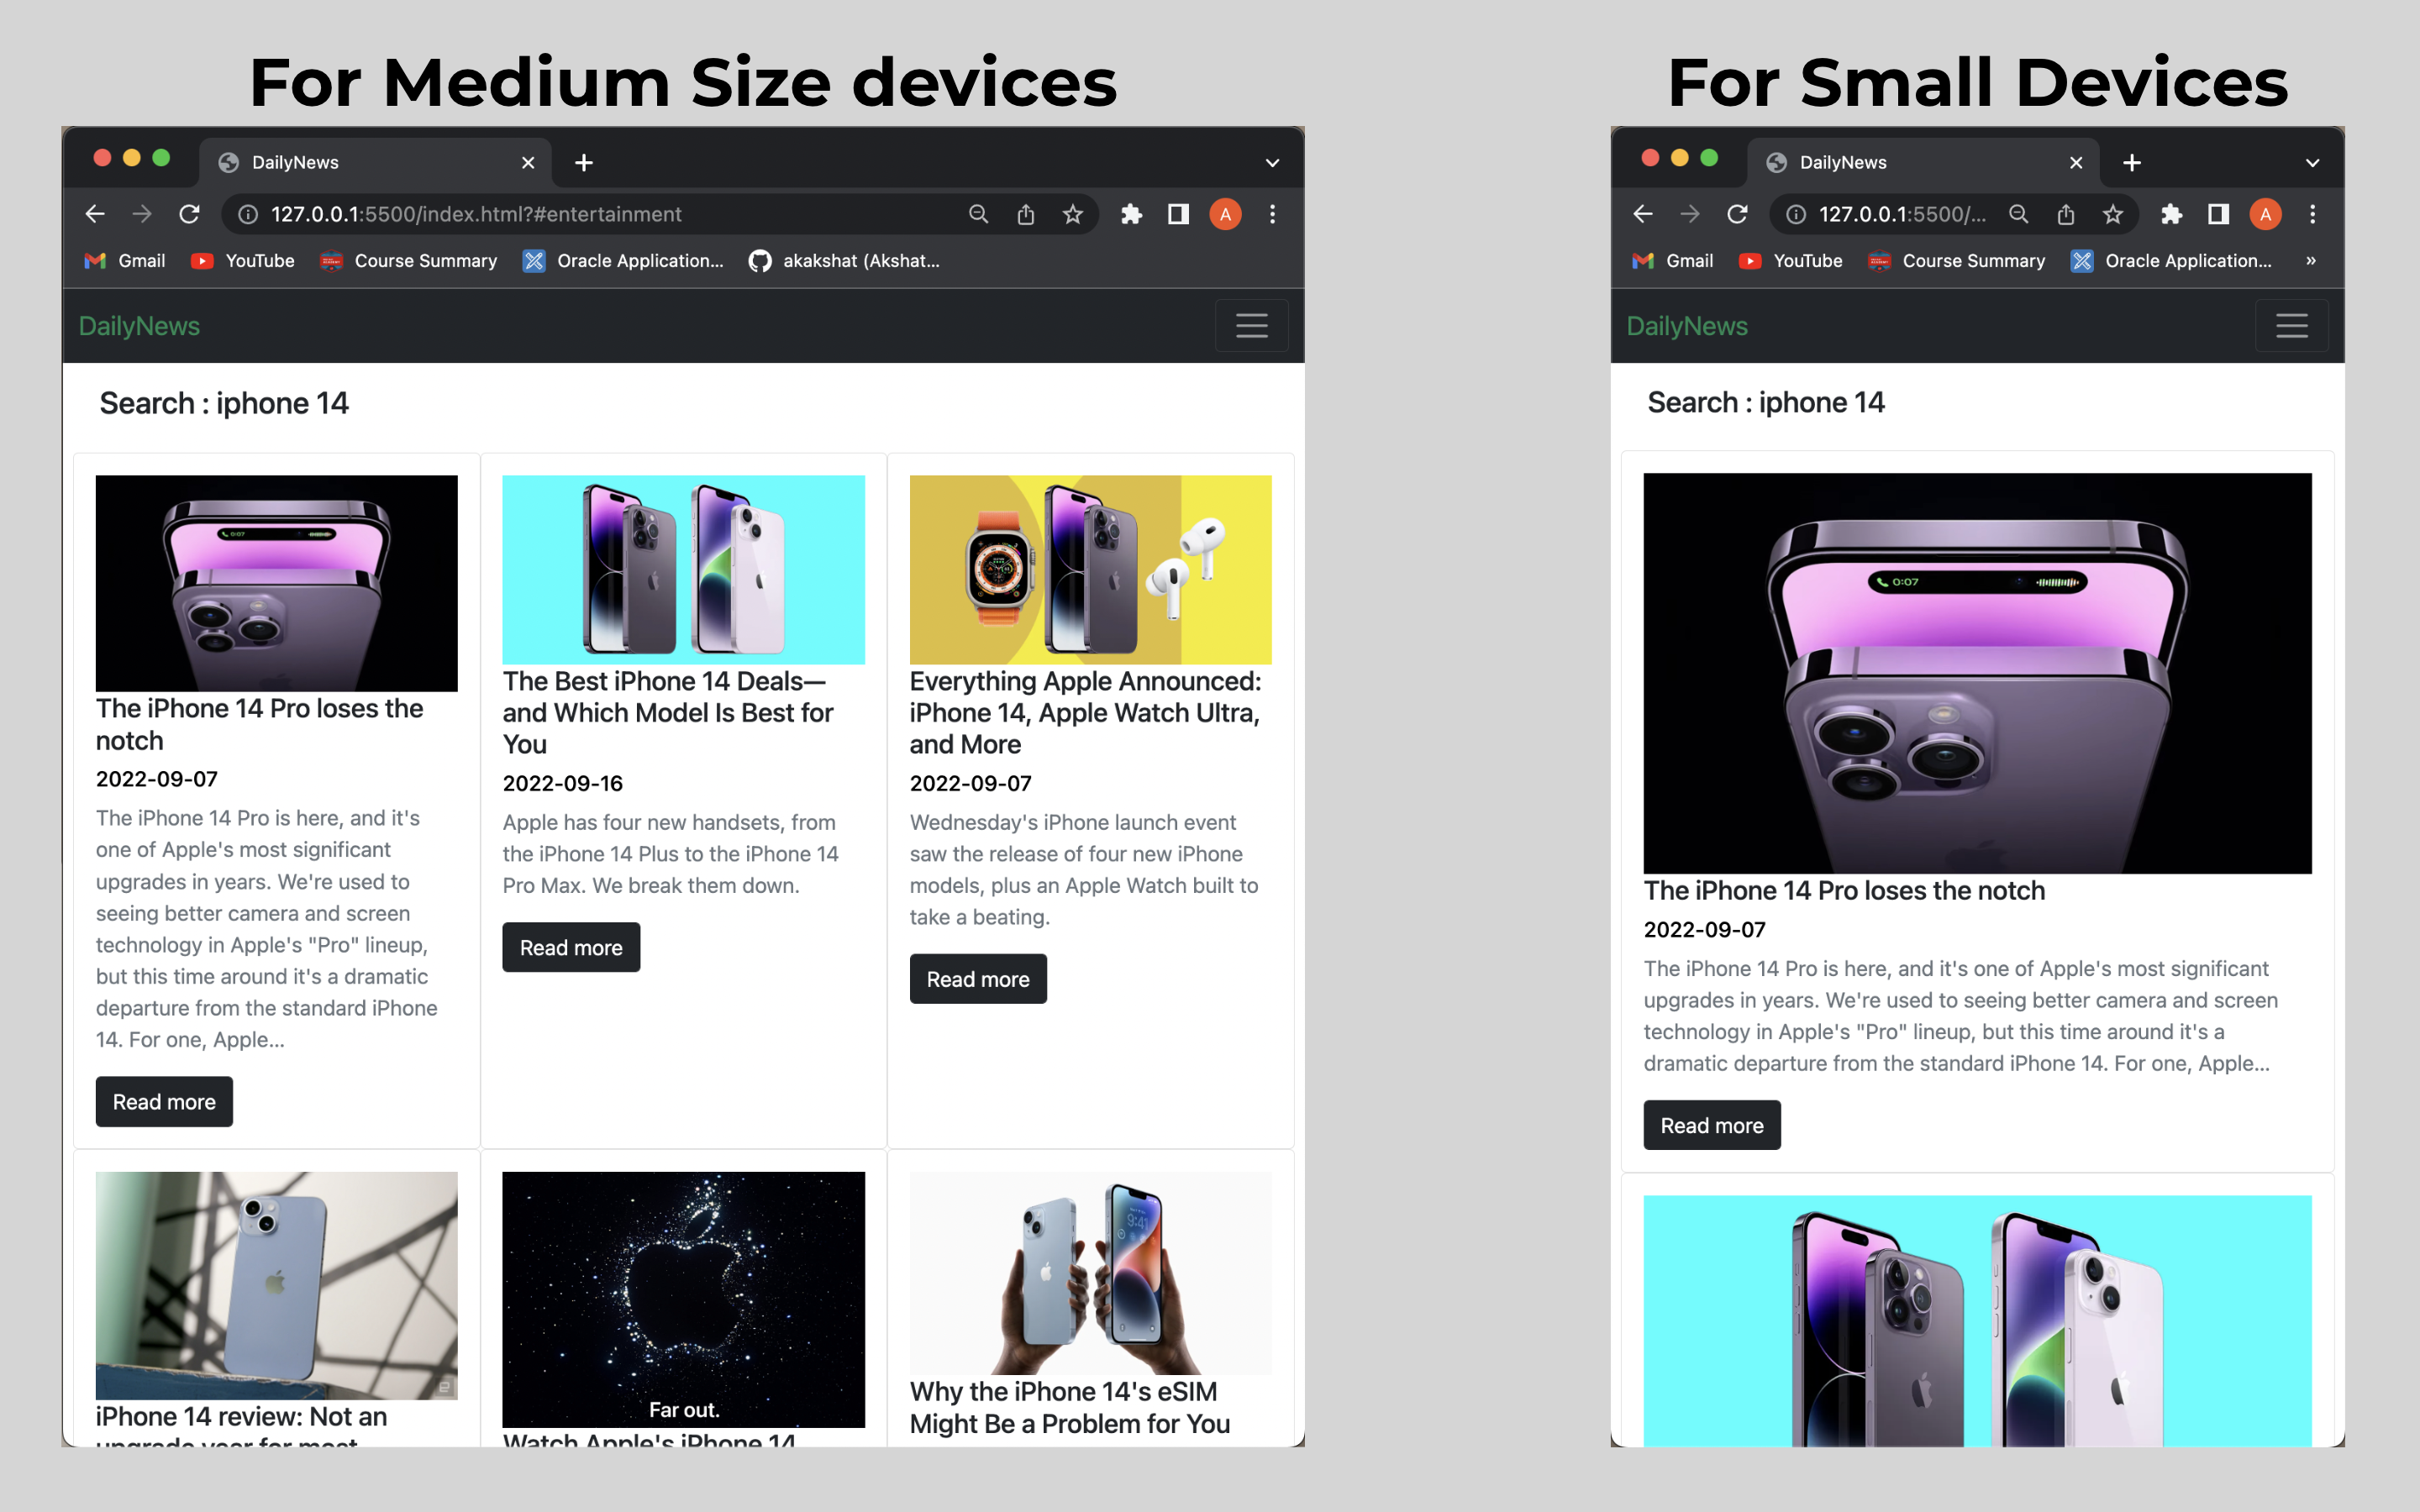 For Medium Size devices
DailyNews
127.0.0.1:5500/index.html?#entertainment
A
Gmail
YouTube
Course Summary
Oracle Application...
akakshat (Akshat...
DailyNews
Search : iphone 14
0:07
The iPhone 14 Pro loses the
notch
2022-09-07
The iPhone 14 Pro is here, and it's
one of Apple's most significant
upgrades in years. We're used to
seeing better camera and screen
technology in Apple's "Pro" lineup,
but this time around it's a dramatic
departure from the standard iPhone
14. For one, Apple...
Read more
The Best iPhone 14 Deals—
and Which Model Is Best for
You
2022-09-16
Apple has four new handsets, from
the iPhone 14 Plus to the iPhone 14
Pro Max. We break them down.
Read more
Everything Apple Announced:
iPhone 14, Apple Watch Ultra,
and More
2022-09-07
Wednesday's iPhone launch event
saw the release of four new iPhone
models, plus an Apple Watch built to
take a beating.
Read more
iPhone 14 review: Not an
upgrade year for most
Far out.
Watch Apple's iPhone 14
9:41
Why the iPhone 14's eSIM
Might Be a Problem for You
For Small Devices
DailyNews
127.0.0.1:5500/...
A
Gmail
YouTube
Course Summary
Oracle Application...
»
DailyNews
Search : iphone 14
0:07
The iPhone 14 Pro loses the notch
2022-09-07
The iPhone 14 Pro is here, and it's one of Apple's most significant
upgrades in years. We're used to seeing better camera and screen
technology in Apple's "Pro" lineup, but this time around it's a
dramatic departure from the standard iPhone 14. For one, Apple...
Read more